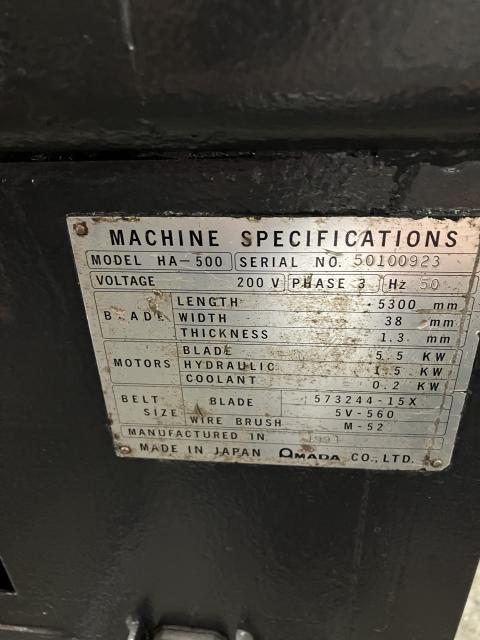 MACHINE SPECIFICATIONS
MODEL HA-500 SERIAL NO. 50100923
VOLTAGE 200 V PHASE 3 Hz 50
BLADE
LENGTH 5300 mm
WIDTH 38 mm
THICKNESS 1.3 mm
MOTORS
BLADE 5.5 KW
HYDRAULIC 1.5 KW
COOLANT 0.2 KW
BELT SIZE
BLADE 573244-15X
5V-560
WIRE BRUSH M-52
MANUFACTURED IN
MADE IN JAPAN AMADA CO., LTD.